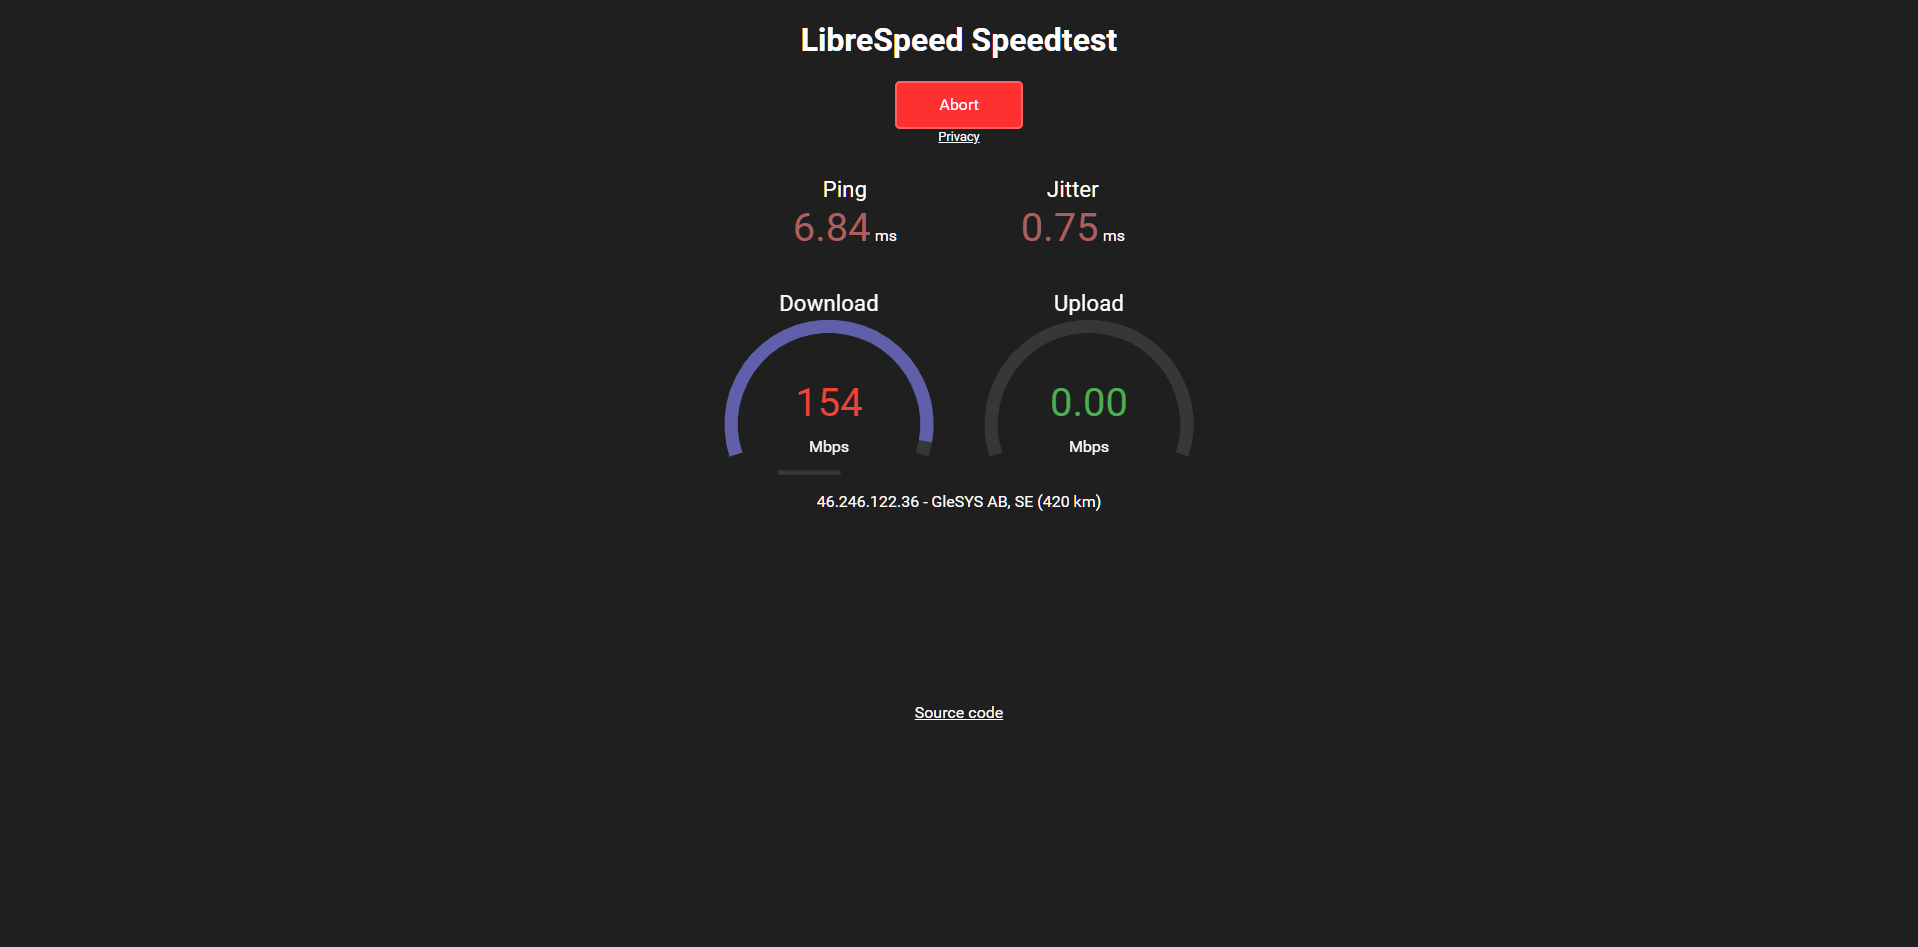 LibreSpeed Speedtest
Abort
Privacy
Ping
6.84 ms
Jitter
0.75 ms
Download
154
Mbps
Upload
0.00
Mbps
46.246.122.36 - GleSYS AB, SE (420 km)
Source code